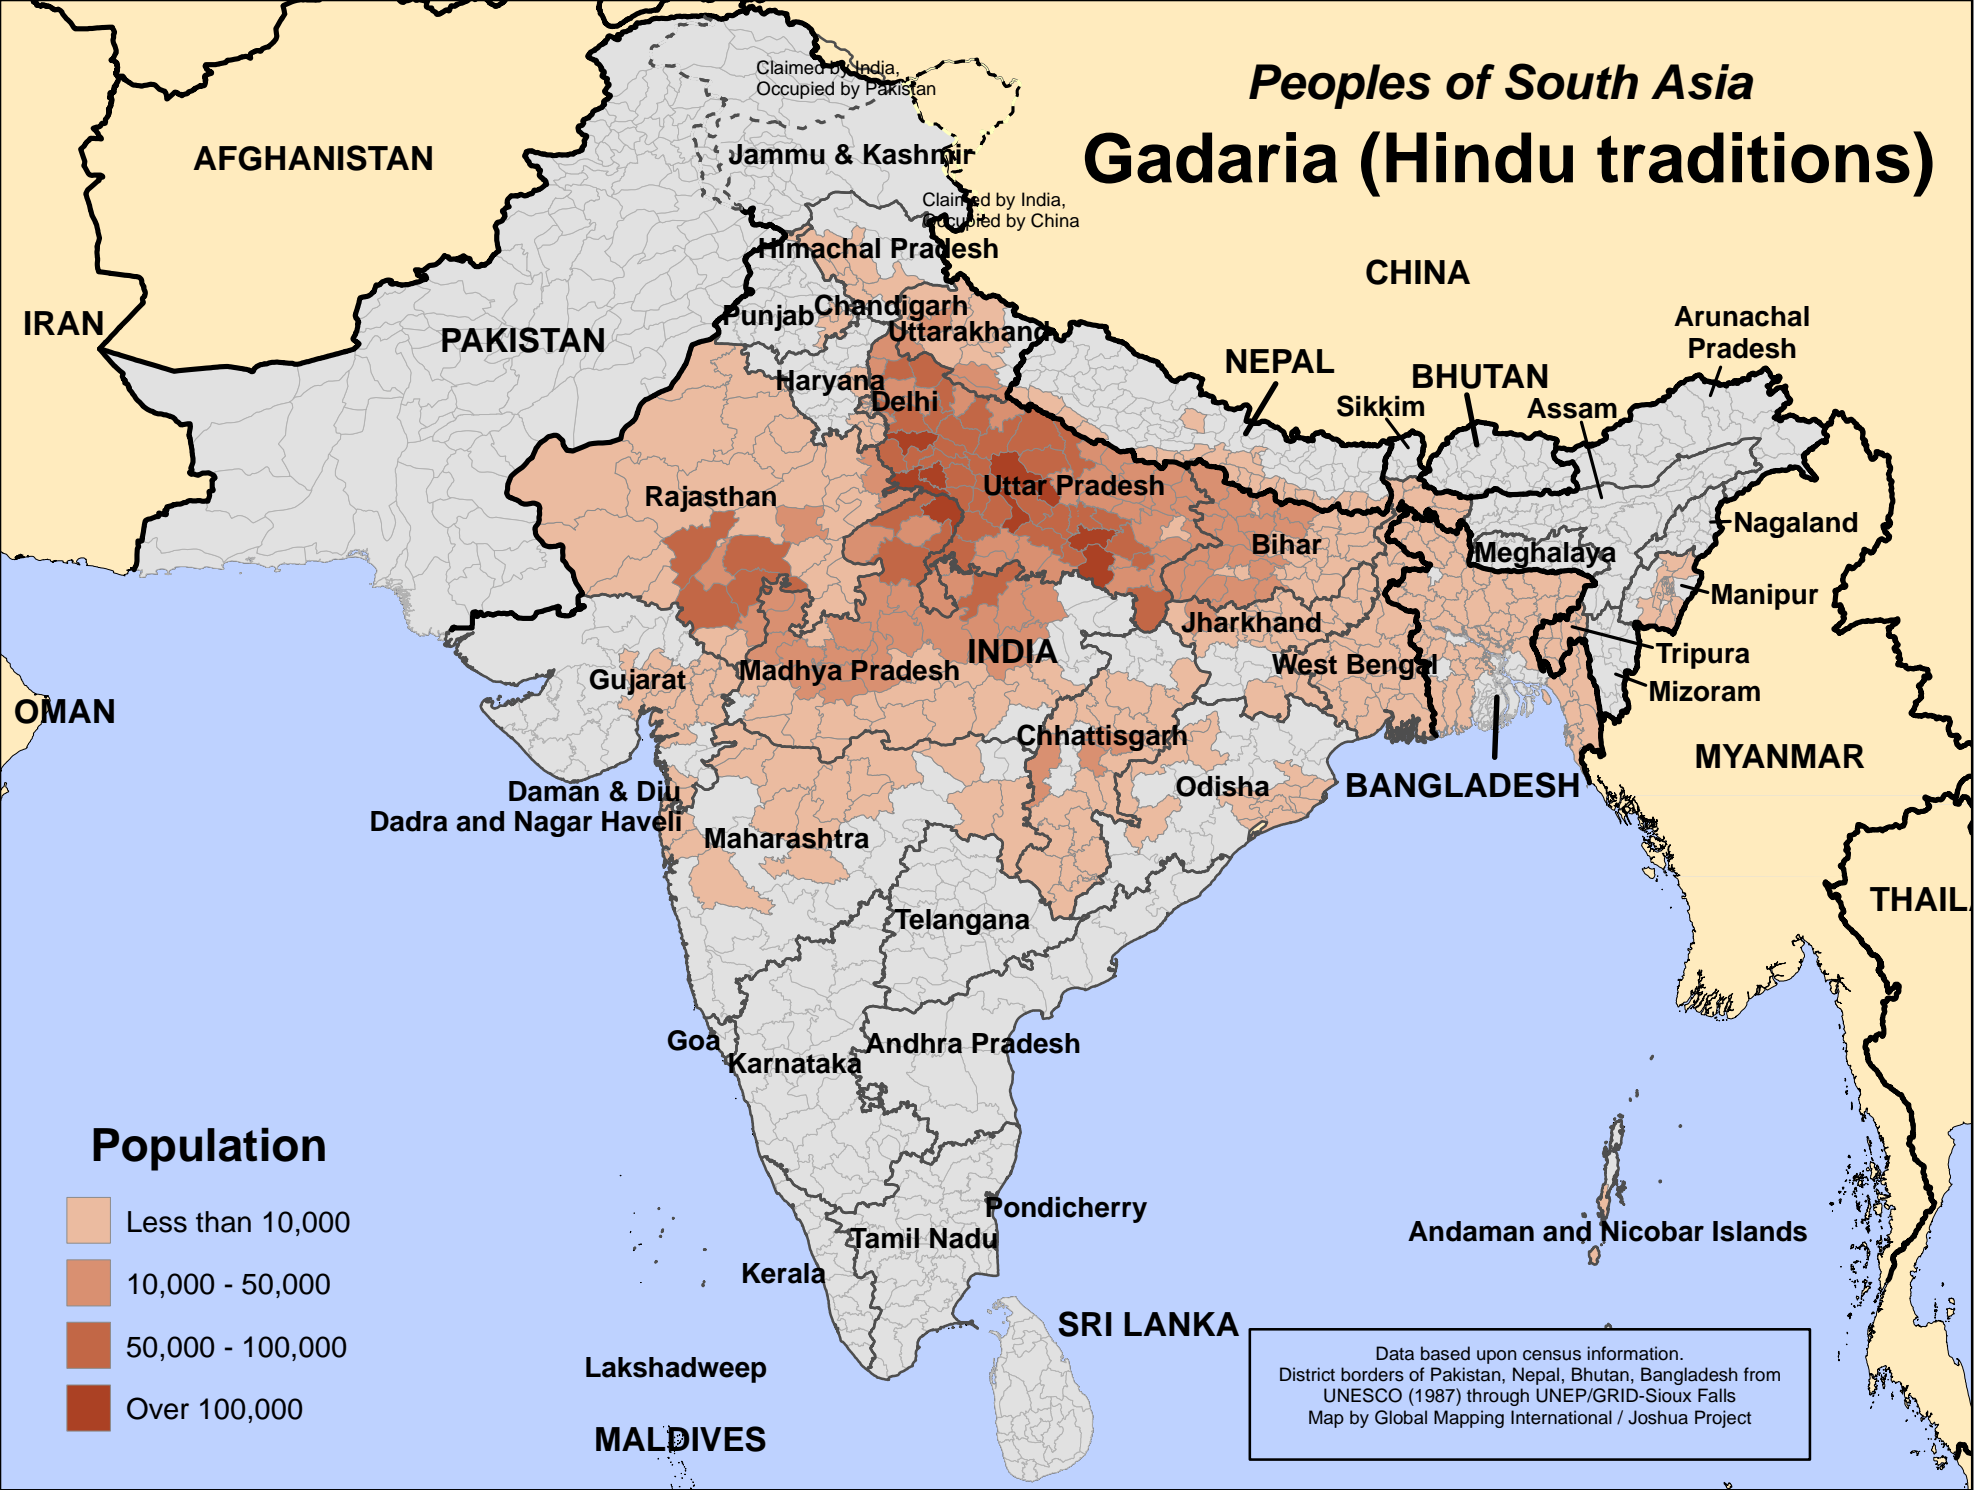 Peoples of South Asia
Gadaria (Hindu traditions)
Claimed by India,
Occupied by Pakistan
AFGHANISTAN
Jammu & Kashmir
Claimed by India,
Occupied by China
Himachal Pradesh
CHINA
IRAN
PAKISTAN
Punjab
Chandigarh
Uttarakhand
Arunachal
Pradesh
NEPAL
BHUTAN
Haryana
Delhi
Sikkim
Assam
Rajasthan
Uttar Pradesh
Nagaland
Bihar
Meghalaya
Manipur
Jharkhand
INDIA
Tripura
Gujarat
Madhya Pradesh
West Bengal
Mizoram
OMAN
Chhattisgarh
MYANMAR
Daman & Diu
Dadra and Nagar Haveli
Odisha
BANGLADESH
Maharashtra
Telangana
THAIL
Goa
Karnataka
Andhra Pradesh
Pondicherry
Tamil Nadu
Andaman and Nicobar Islands
Kerala
SRI LANKA
Lakshadweep
MALDIVES
Population
Less than 10,000
10,000 - 50,000
50,000 - 100,000
Over 100,000
Data based upon census information.
District borders of Pakistan, Nepal, Bhutan, Bangladesh from
UNESCO (1987) through UNEP/GRID-Sioux Falls
Map by Global Mapping International / Joshua Project